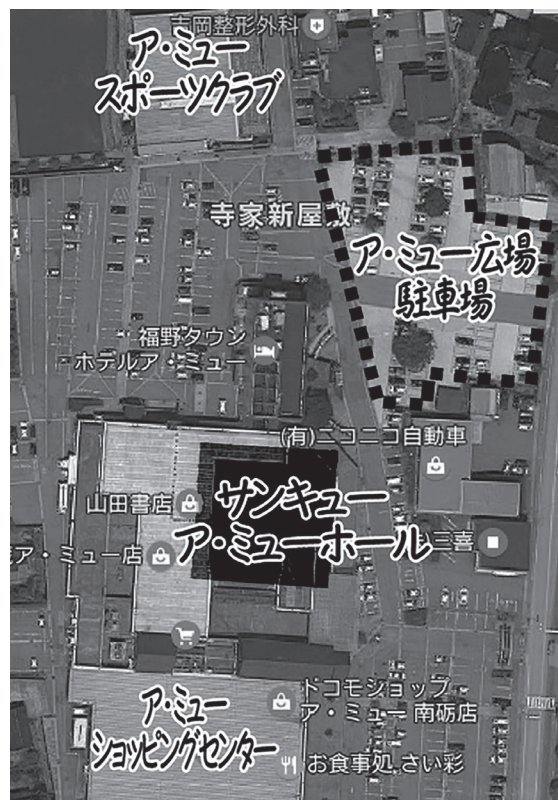 吉岡整形外科
ア・ミュー
スポーツクラブ
寺家新屋敷
ア・ミュー広場
駐車場
福野タウン
ホテルア・ミュー
(有)ニコニコ自動車
山田書店
サンキュー
ア・ミューホール
ア・ミュー店
三喜
ア・ミュー
ショッピングセンター
ドコモショップ
ア・ミュー 南砺店
お食事処 さい彩